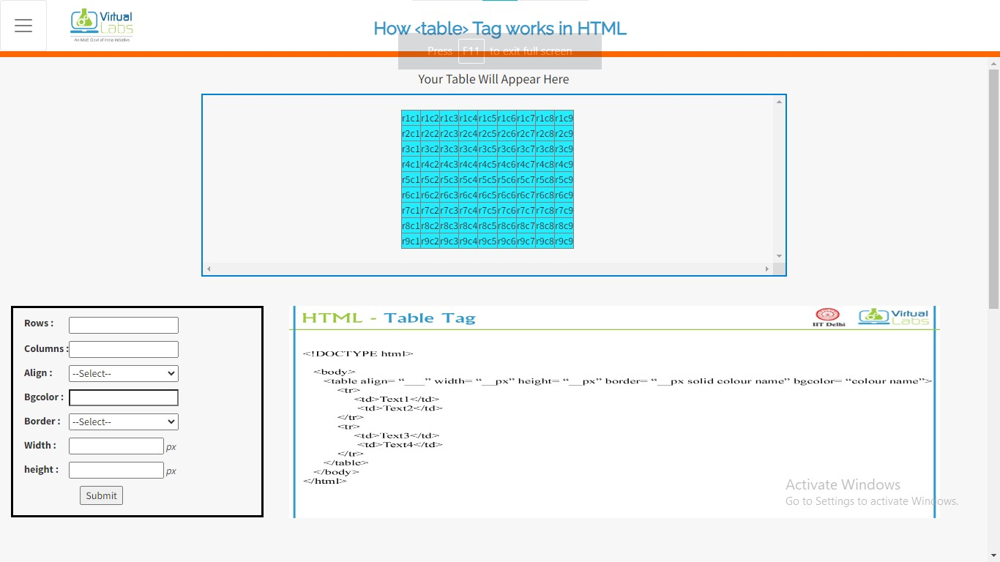 Virtual
Labs
An MoE Govt of India Initiative
How <table> Tag works in HTML
Press F11 to exit full screen
Your Table Will Appear Here
r1c1 r1c2 r1c3 r1c4 r1c5 r1c6 r1c7 r1c8 r1c9
r2c1 r2c2 r2c3 r2c4 r2c5 r2c6 r2c7 r2c8 r2c9
r3c1 r3c2 r3c3 r3c4 r3c5 r3c6 r3c7 r3c8 r3c9
r4c1 r4c2 r4c3 r4c4 r4c5 r4c6 r4c7 r4c8 r4c9
r5c1 r5c2 r5c3 r5c4 r5c5 r5c6 r5c7 r5c8 r5c9
r6c1 r6c2 r6c3 r6c4 r6c5 r6c6 r6c7 r6c8 r6c9
r7c1 r7c2 r7c3 r7c4 r7c5 r7c6 r7c7 r7c8 r7c9
r8c1 r8c2 r8c3 r8c4 r8c5 r8c6 r8c7 r8c8 r8c9
r9c1 r9c2 r9c3 r9c4 r9c5 r9c6 r9c7 r9c8 r9c9
Rows :
Columns :
Align : --Select--
Bgcolor :
Border : --Select--
Width : px
height : px
Submit
HTML - Table Tag
IIT Delhi
Virtual
Labs
<!DOCTYPE html>
<body>
<table align= “___” width= “__px” height= “__px” border= “__px solid colour name” bgcolor= “colour name”>
<tr>
<td>Text1</td>
<td>Text2</td>
</tr>
<tr>
<td>Text3</td>
<td>Text4</td>
</tr>
</table>
</body>
</html>
Activate Windows
Go to Settings to activate Windows.